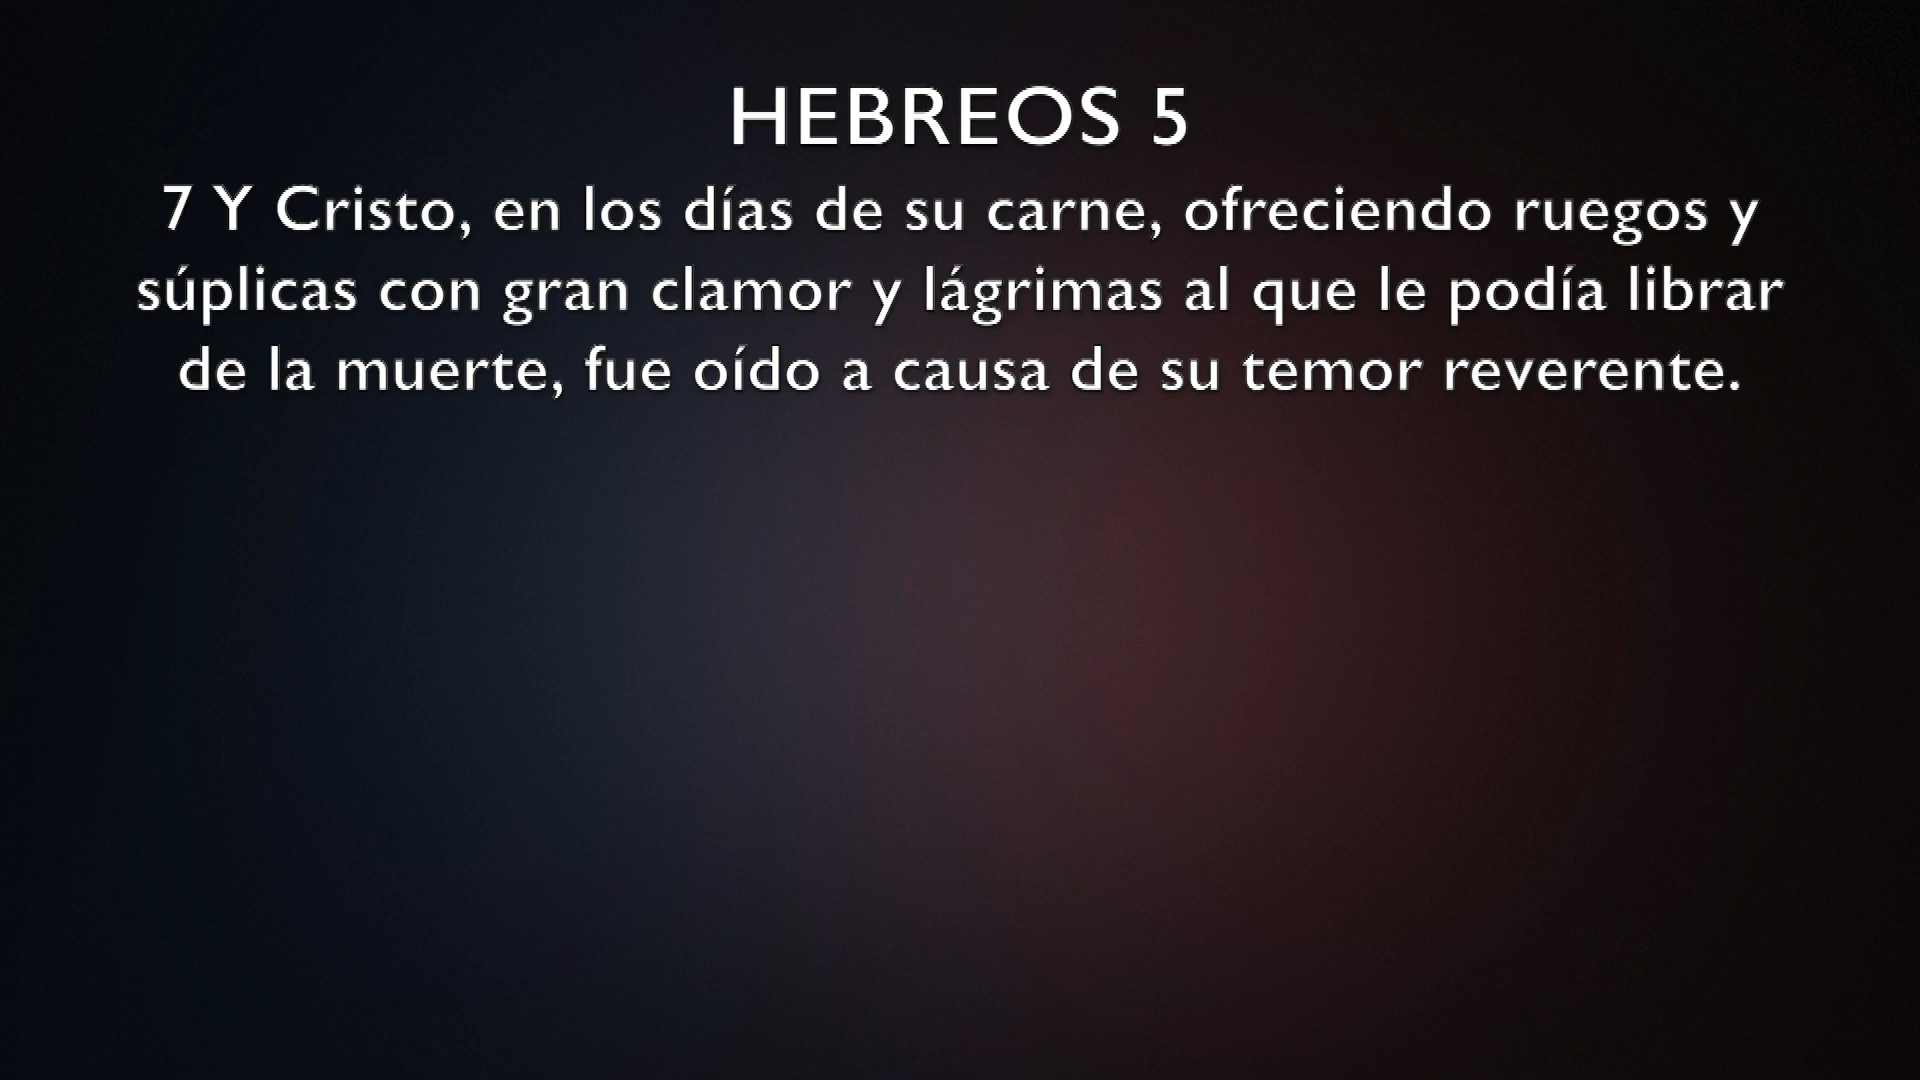 HEBREOS 5
7 Y Cristo, en los días de su carne, ofreciendo ruegos y
súplicas con gran clamor y lágrimas al que le podía librar
de la muerte, fue oído a causa de su temor reverente.